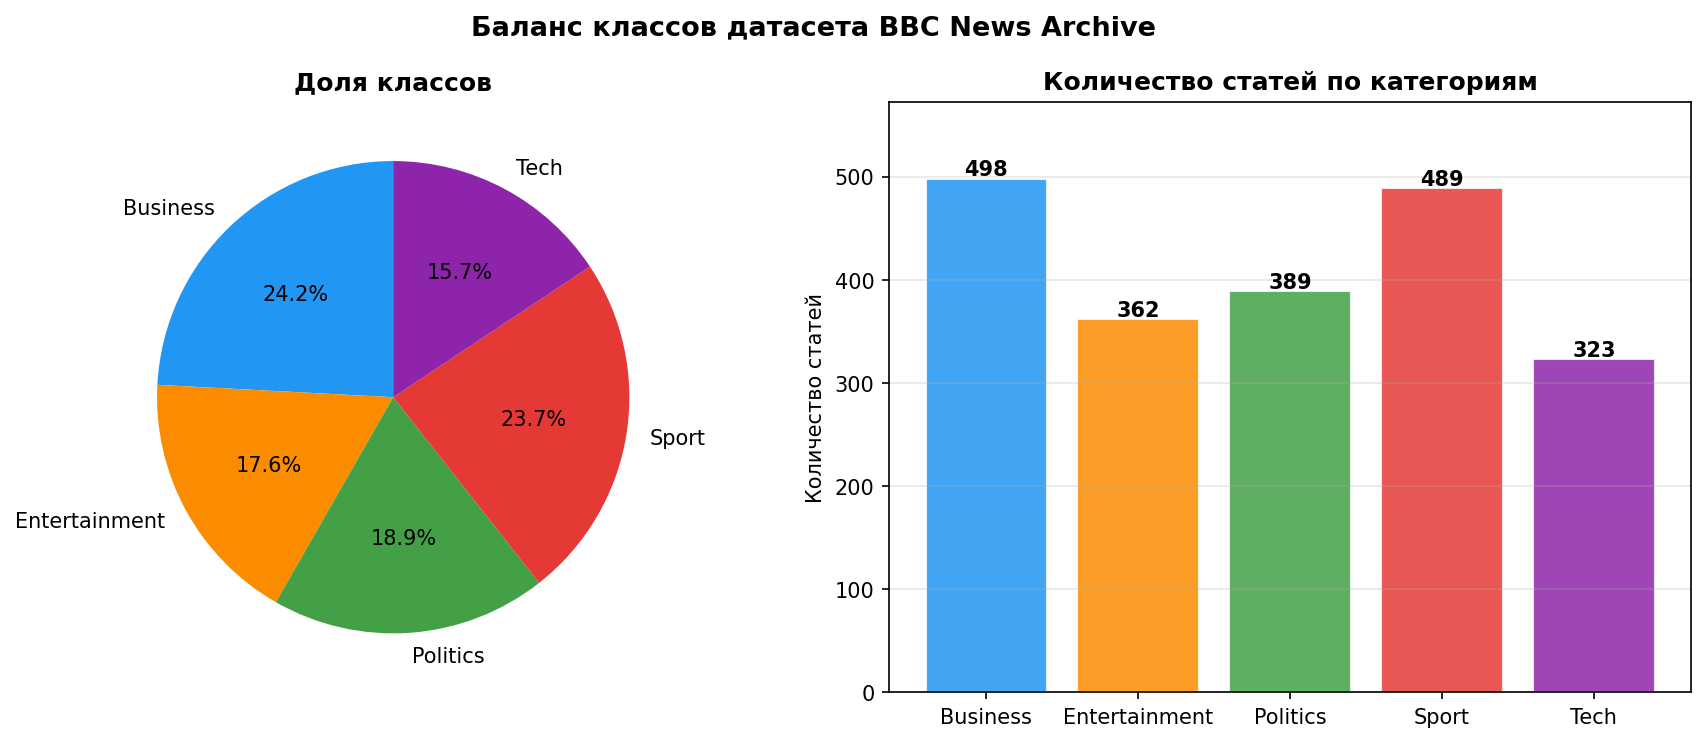 Баланс классов датасета BBC News Archive
Доля классов
Tech
Business
15.7%
24.2%
23.7%
Sport
17.6%
Entertainment
18.9%
Politics
Количество статей по категориям
Количество статей
500
400
300
200
100
0
498
362
389
489
323
Business
Entertainment
Politics
Sport
Tech